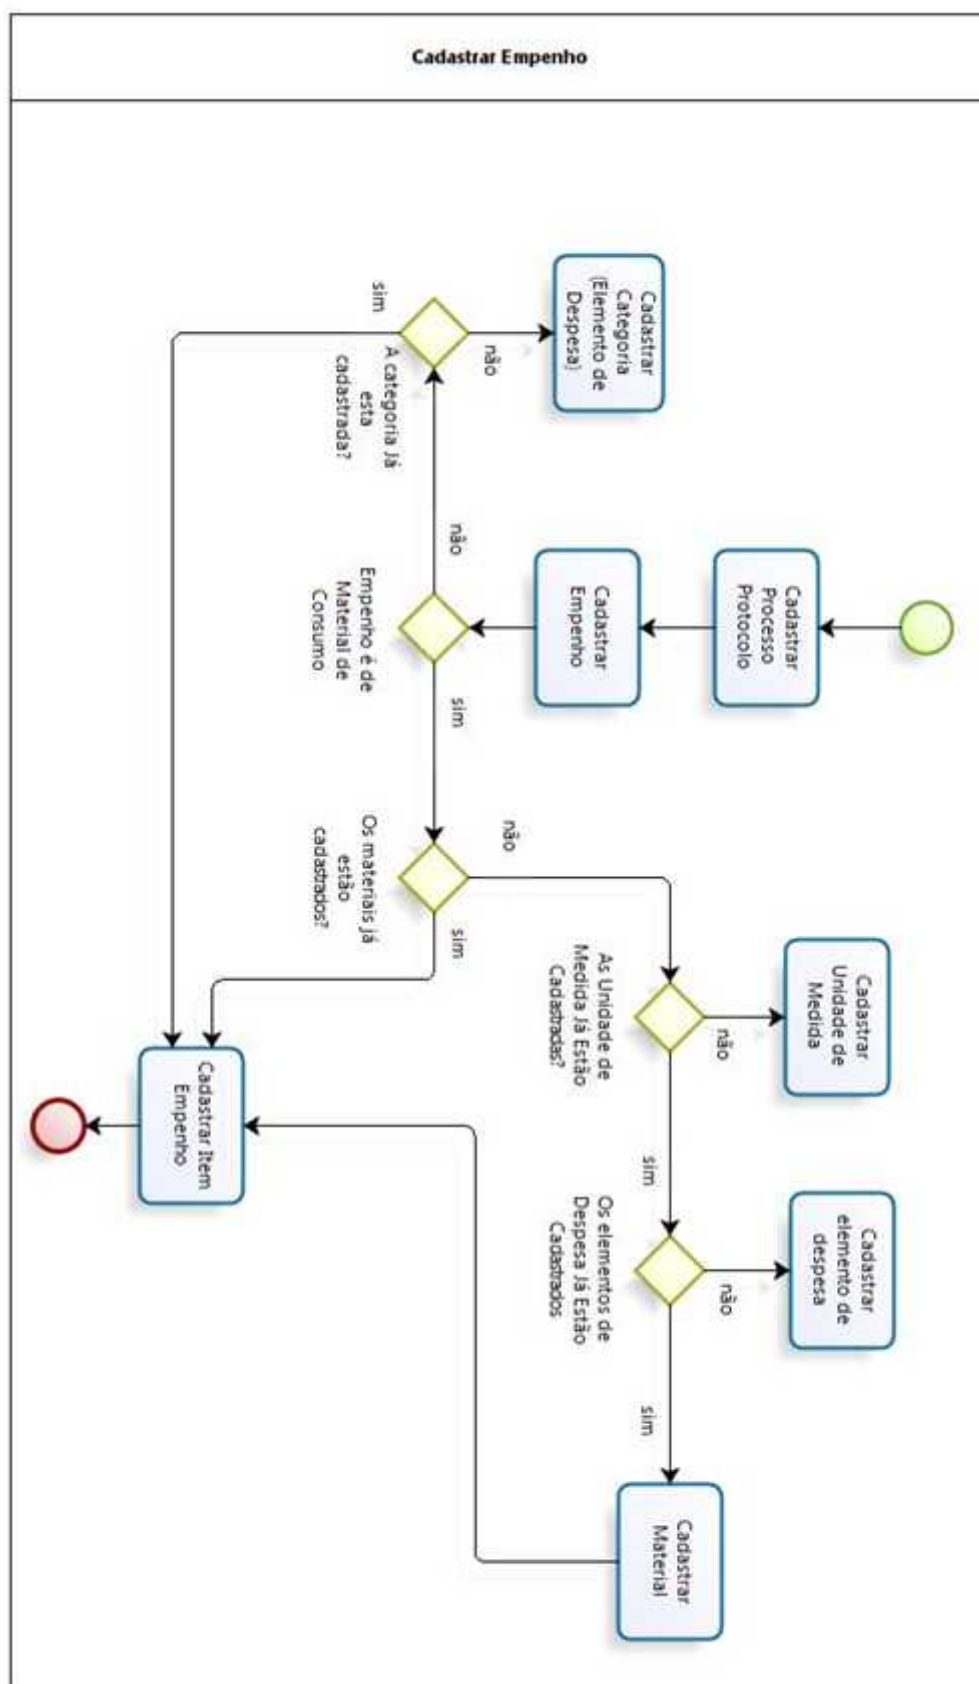 Cadastrar Empenho
Cadastrar
Processo
Protocolo
Cadastrar
Empenho
Empenho é de
Material de
Consumo
não
sim
A categoria Já
esta
cadastrada?
não
sim
Cadastrar
Categoria
(Elemento de
Despesa)
Os materiais já
estão
cadastrados?
não
sim
As Unidade de
Medida Já Estão
Cadastradas?
não
sim
Cadastrar
Unidade de
Medida
Os elementos de
Despesa Já Estão
Cadastrados
não
sim
Cadastrar
elemento de
despesa
Cadastrar
Material
Cadastrar Item
Empenho